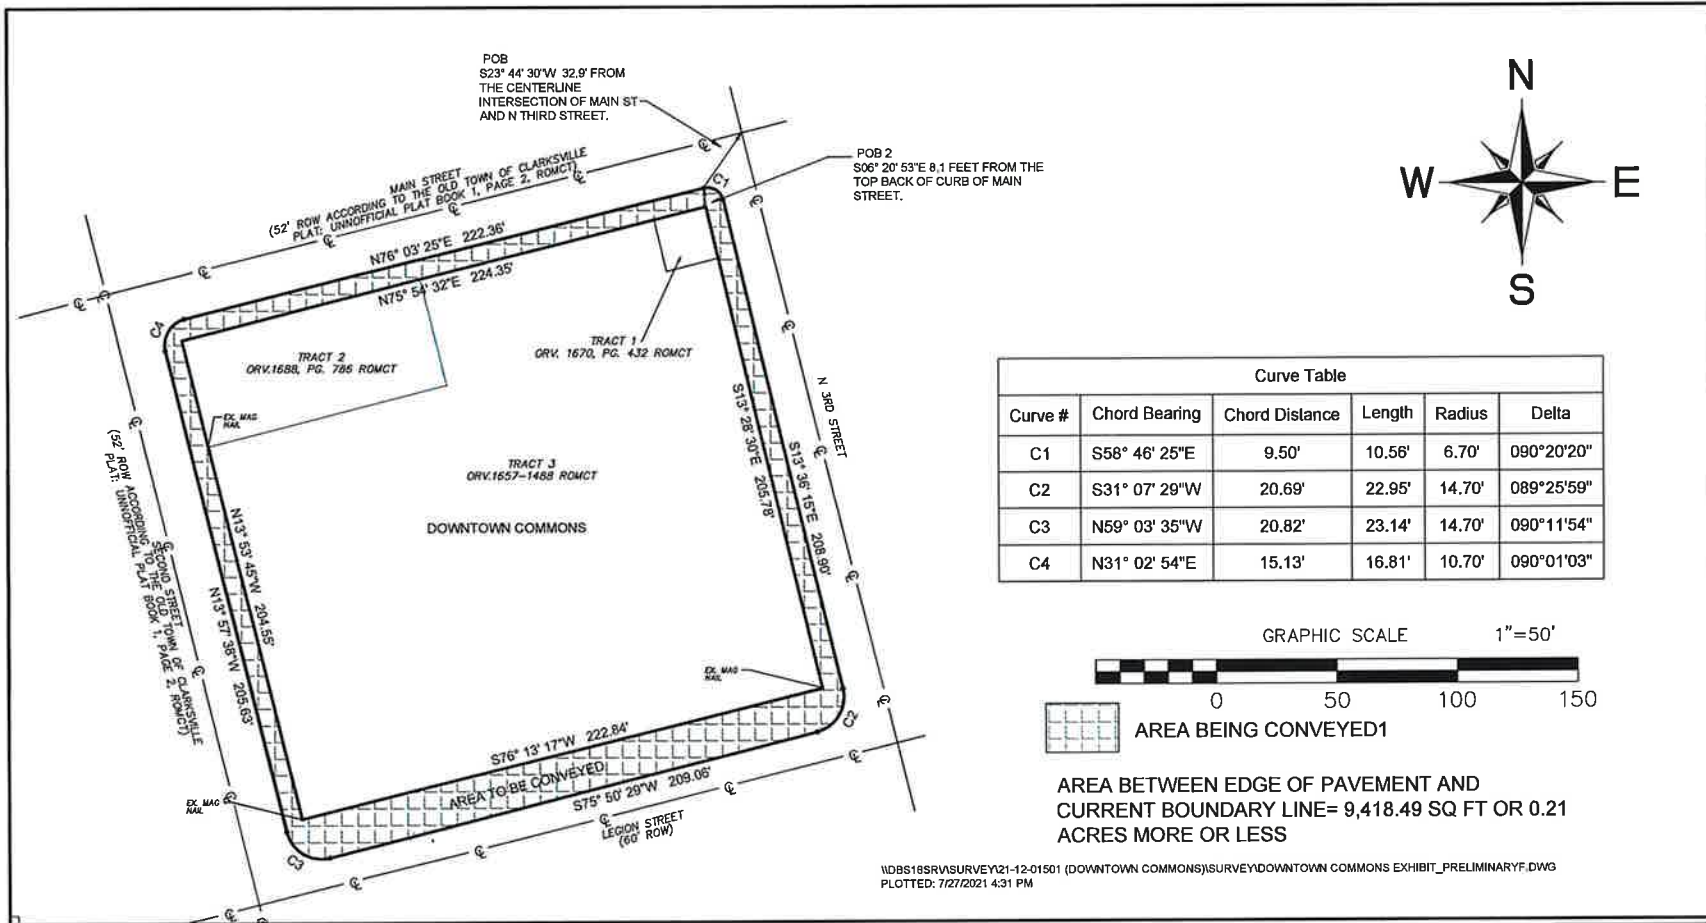 POB
S23° 44' 30"W 32.9' FROM
THE CENTERLINE
INTERSECTION OF MAIN ST
AND N THIRD STREET.
POB 2
S06° 20' 53"E 8.1 FEET FROM THE
TOP BACK OF CURB OF MAIN
STREET.
N
W
E
S
MAIN STREET
(52' ROW ACCORDING TO THE OLD TOWN OF CLARKSVILLE
PLAT: UNNOFFICIAL PLAT BOOK 1, PAGE 2, ROMCT)
N76° 03' 25"E 222.36'
N75° 54' 32"E 224.35'
C1
C4
TRACT 1
ORV. 1670, PG. 432 ROMCT
TRACT 2
ORV.1688, PG. 786 ROMCT
EX. MAG
NAIL
TRACT 3
ORV.1657-1488 ROMCT
DOWNTOWN COMMONS
N 3RD STREET
S13° 28' 30"E 205.78'
S13° 36' 15"E 208.90'
SECOND STREET
(52' ROW ACCORDING TO THE OLD TOWN OF CLARKSVILLE
PLAT: UNNOFFICIAL PLAT BOOK 1, PAGE 2, ROMCT)
N13° 53' 45"W 204.55'
N13° 57' 38"W 205.63'
EX. MAG
NAIL
EX. MAG
NAIL
S76° 13' 17"W 222.84'
AREA TO BE CONVEYED
S75° 50' 29"W 209.06'
C2
C3
LEGION STREET
(60' ROW)
Curve Table
Curve # Chord Bearing Chord Distance Length Radius Delta
C1 S58° 46' 25"E 9.50' 10.56' 6.70' 090°20'20"
C2 S31° 07' 29"W 20.69' 22.95' 14.70' 089°25'59"
C3 N59° 03' 35"W 20.82' 23.14' 14.70' 090°11'54"
C4 N31° 02' 54"E 15.13' 16.81' 10.70' 090°01'03"
GRAPHIC SCALE 1"=50'
0 50 100 150
AREA BEING CONVEYED1
AREA BETWEEN EDGE OF PAVEMENT AND
CURRENT BOUNDARY LINE= 9,418.49 SQ FT OR 0.21
ACRES MORE OR LESS
\\DBS18SRV\SURVEY\21-12-01501 (DOWNTOWN COMMONS)\SURVEY\DOWNTOWN COMMONS EXHIBIT_PRELIMINARYF.DWG
PLOTTED: 7/27/2021 4:31 PM